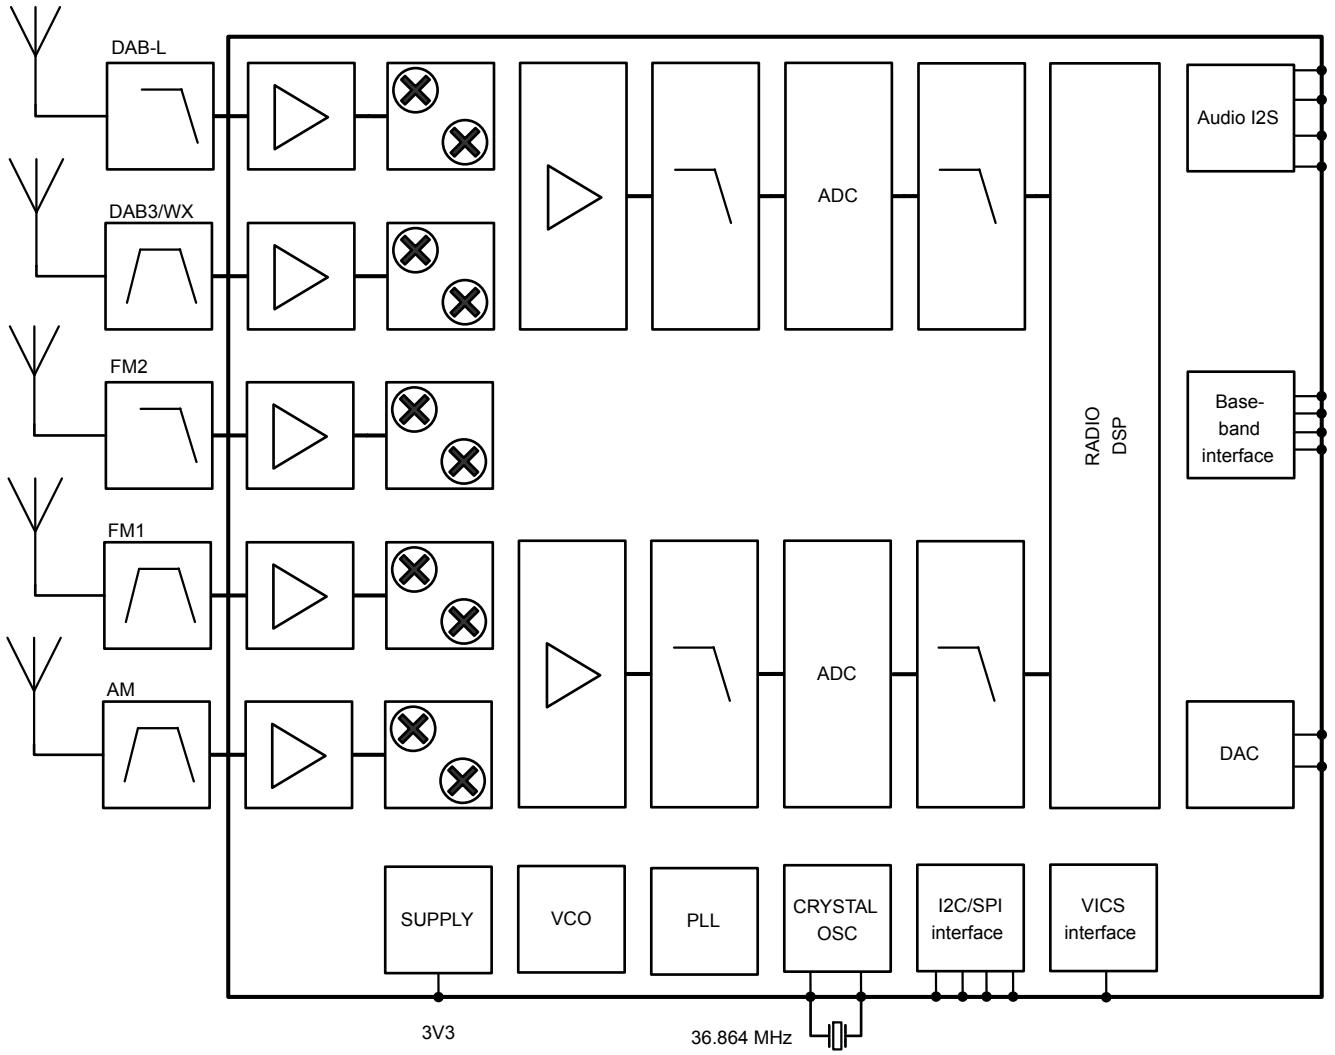 DAB-L
Audio I2S
DAB3/WX
ADC
FM2
RADIO
DSP
Base-
band
interface
FM1
ADC
AM
DAC
SUPPLY
VCO
PLL
CRYSTAL
OSC
I2C/SPI
interface
VICS
interface
3V3
36.864 MHz